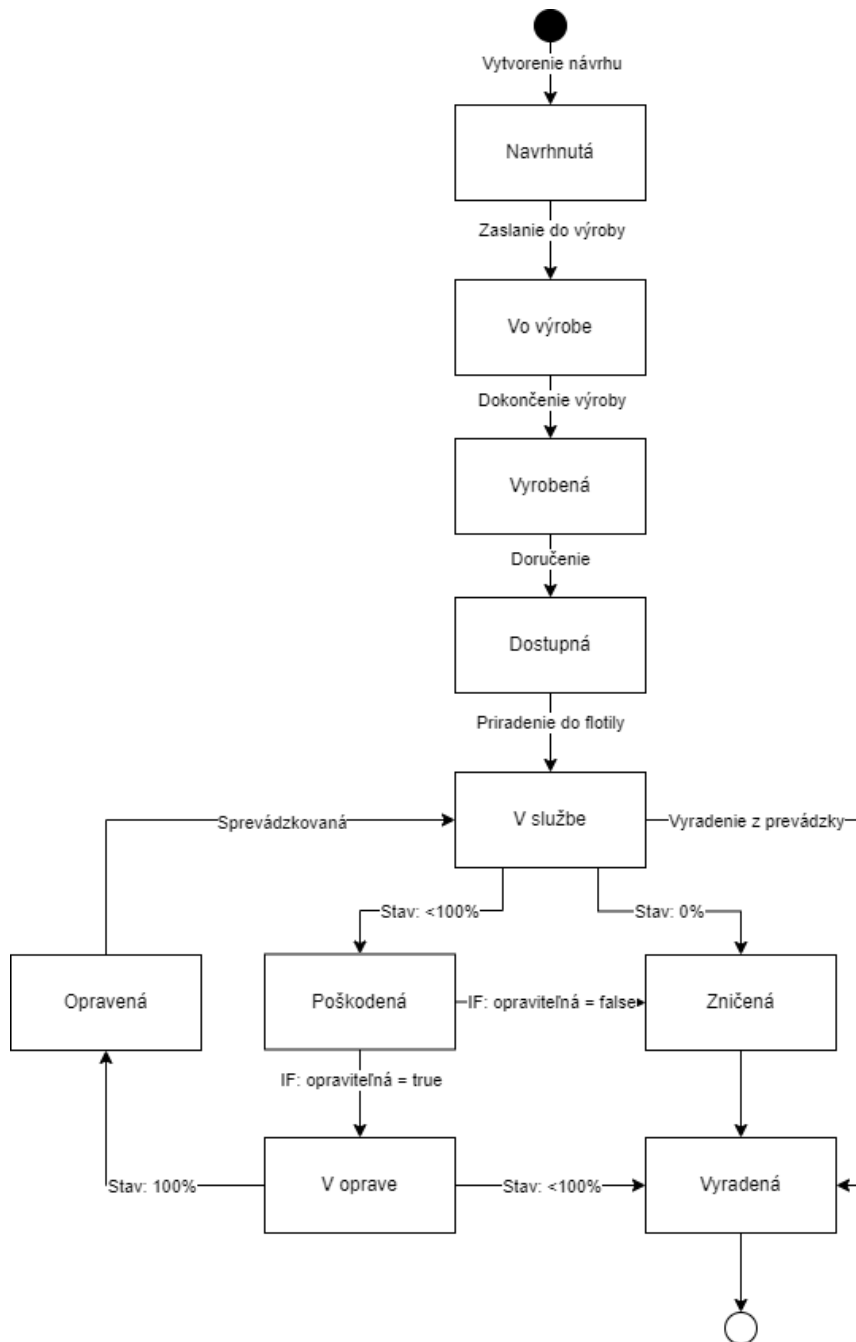 Vytvorenie návrhu
Navrhnutá
Zaslanie do výroby
Vo výrobe
Dokončenie výroby
Vyrobená
Doručenie
Dostupná
Priradenie do flotily
V službe
Sprevádzkovaná
Vyradenie z prevádzky
Stav: <100%
Stav: 0%
Opravená
Poškodená
IF: opraviteľná = false
Zničená
IF: opraviteľná = true
Stav: 100%
V oprave
Stav: <100%
Vyradená